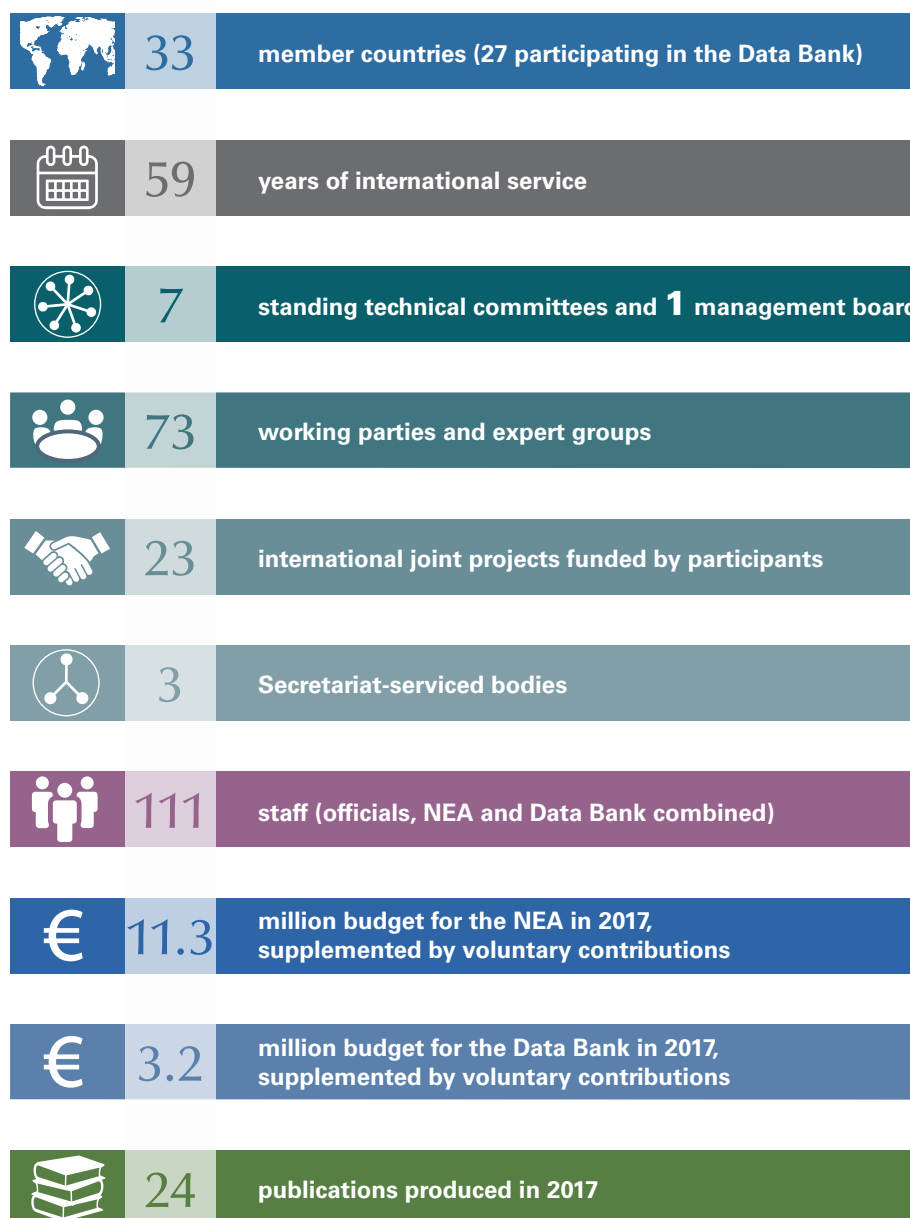 33 member countries (27 participating in the Data Bank)
59 years of international service
7 standing technical committees and 1 management
73 working parties and expert groups
23 international joint projects funded by participants
3 Secretariat-serviced bodies
111 staff (officials, NEA and Data Bank combined)
€ 11.3 million budget for the NEA in 2017,
supplemented by voluntary contributions
€ 3.2 million budget for the Data Bank in 2017,
supplemented by voluntary contributions
24 publications produced in 2017